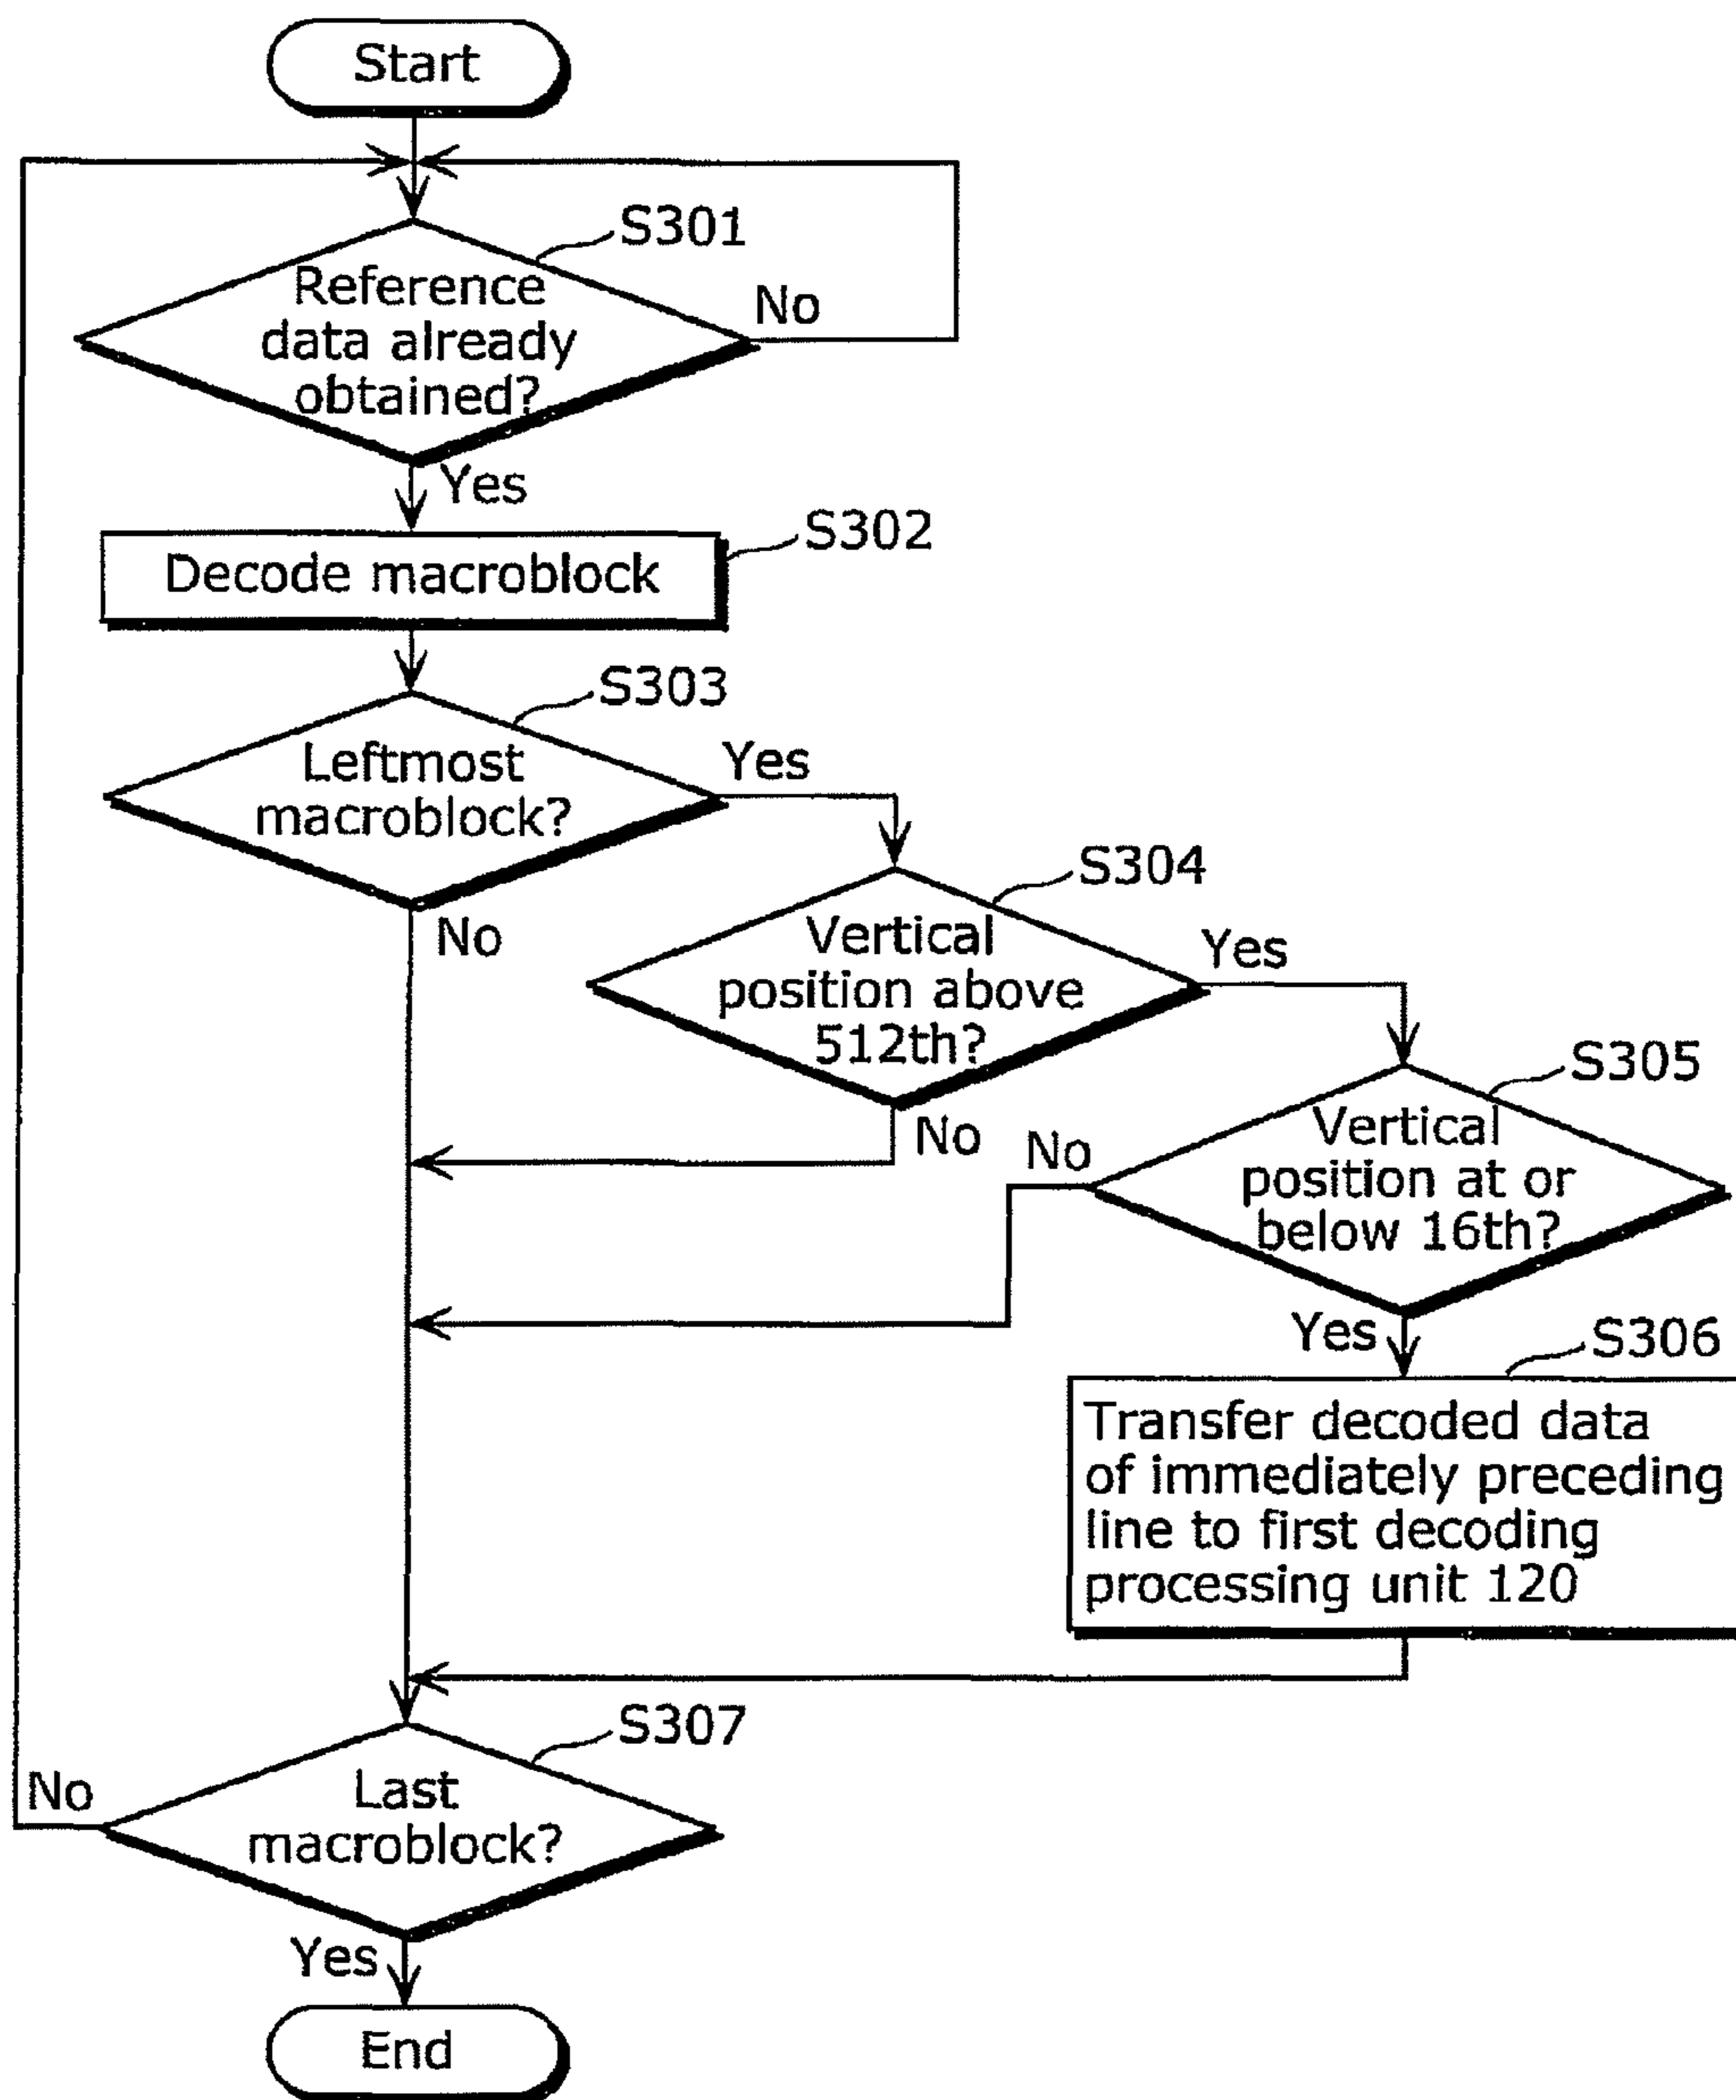 Start
S301
Reference
data already
obtained?
No
Yes
S302
Decode macroblock
S303
Leftmost
macroblock?
Yes
No
S304
Vertical
position above
512th?
Yes
No
S305
Vertical
position at or
below 16th?
No
Yes
S306
Transfer decoded data
of immediately preceding
line to first decoding
processing unit 120
S307
Last
macroblock?
No
Yes
End